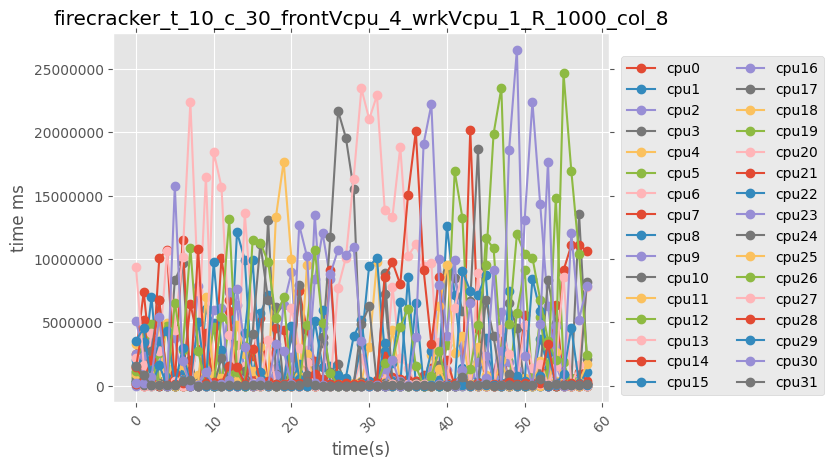 firecracker_t_10_c_30_frontVcpu_4_wrkVcpu_1_R_1000_col_8
time ms
25000000
20000000
15000000
10000000
5000000
0
0
10
20
30
40
50
60
time(s)
cpu0
cpu1
cpu2
cpu3
cpu4
cpu5
cpu6
cpu7
cpu8
cpu9
cpu10
cpu11
cpu12
cpu13
cpu14
cpu15
cpu16
cpu17
cpu18
cpu19
cpu20
cpu21
cpu22
cpu23
cpu24
cpu25
cpu26
cpu27
cpu28
cpu29
cpu30
cpu31